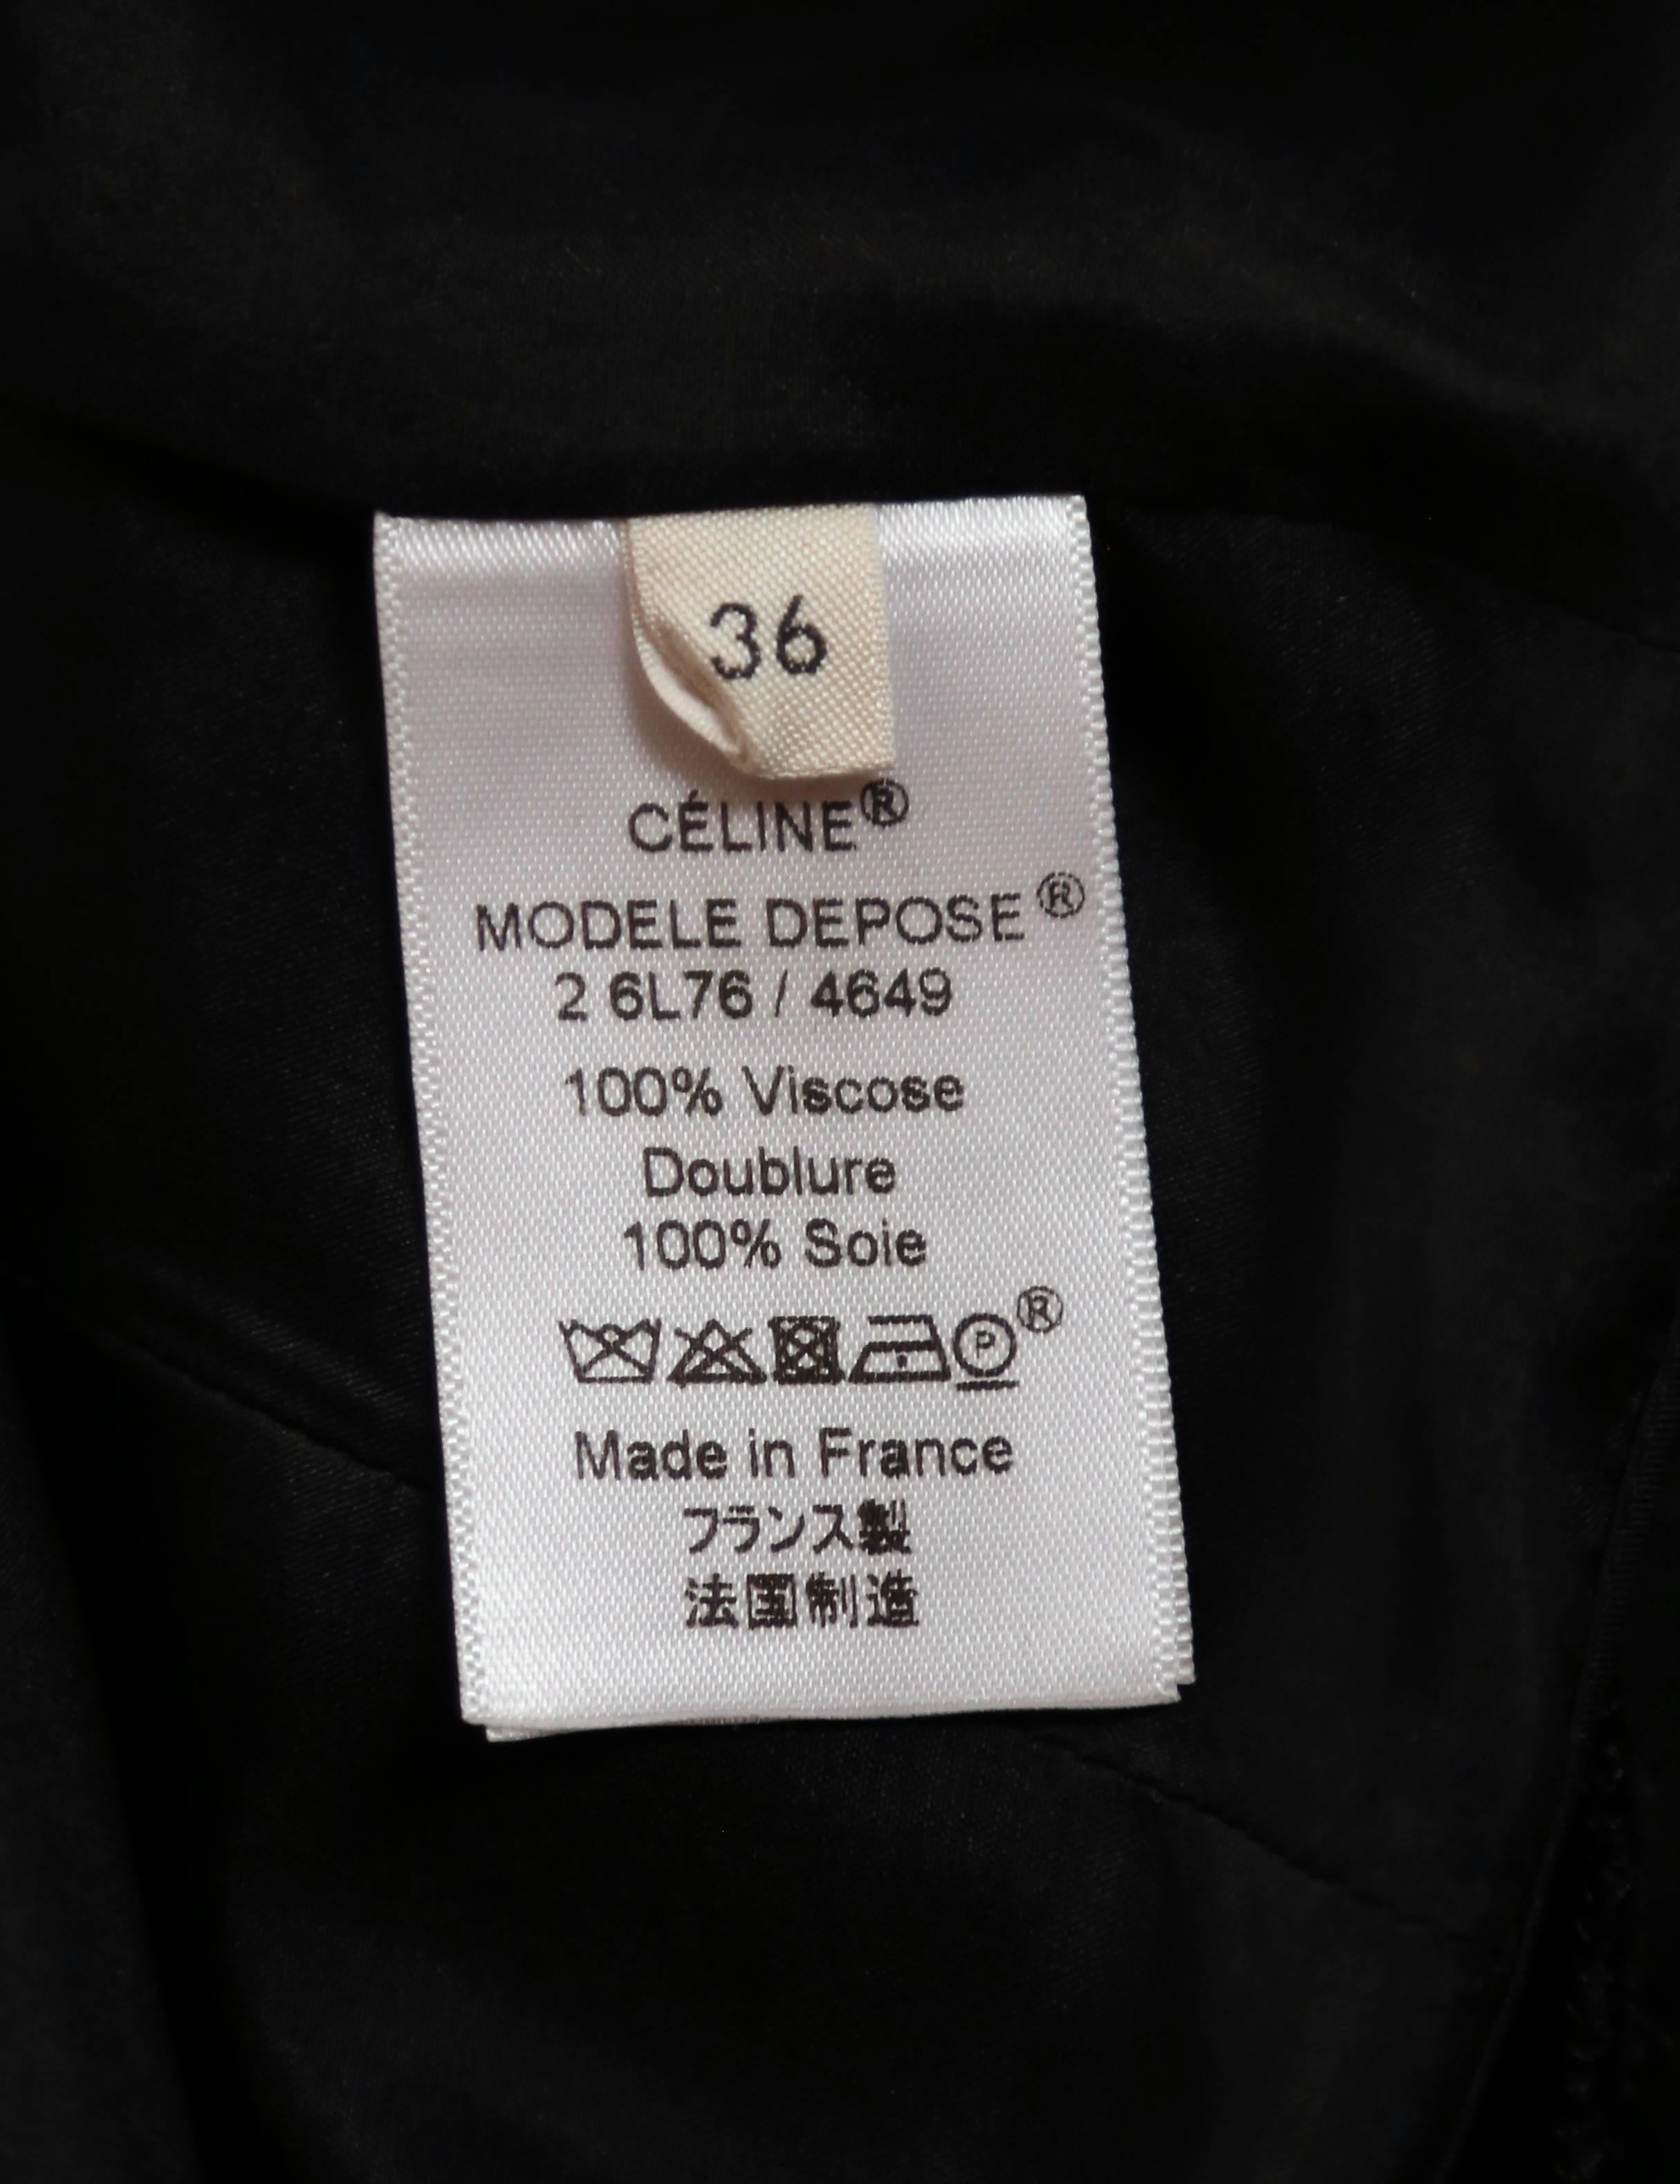 36
CÉLINE®
MODELE DEPOSE®
2 6L76 / 4649
100% Viscose
Doublure
100% Soie
P ®
Made in France
フランス製
法国制造